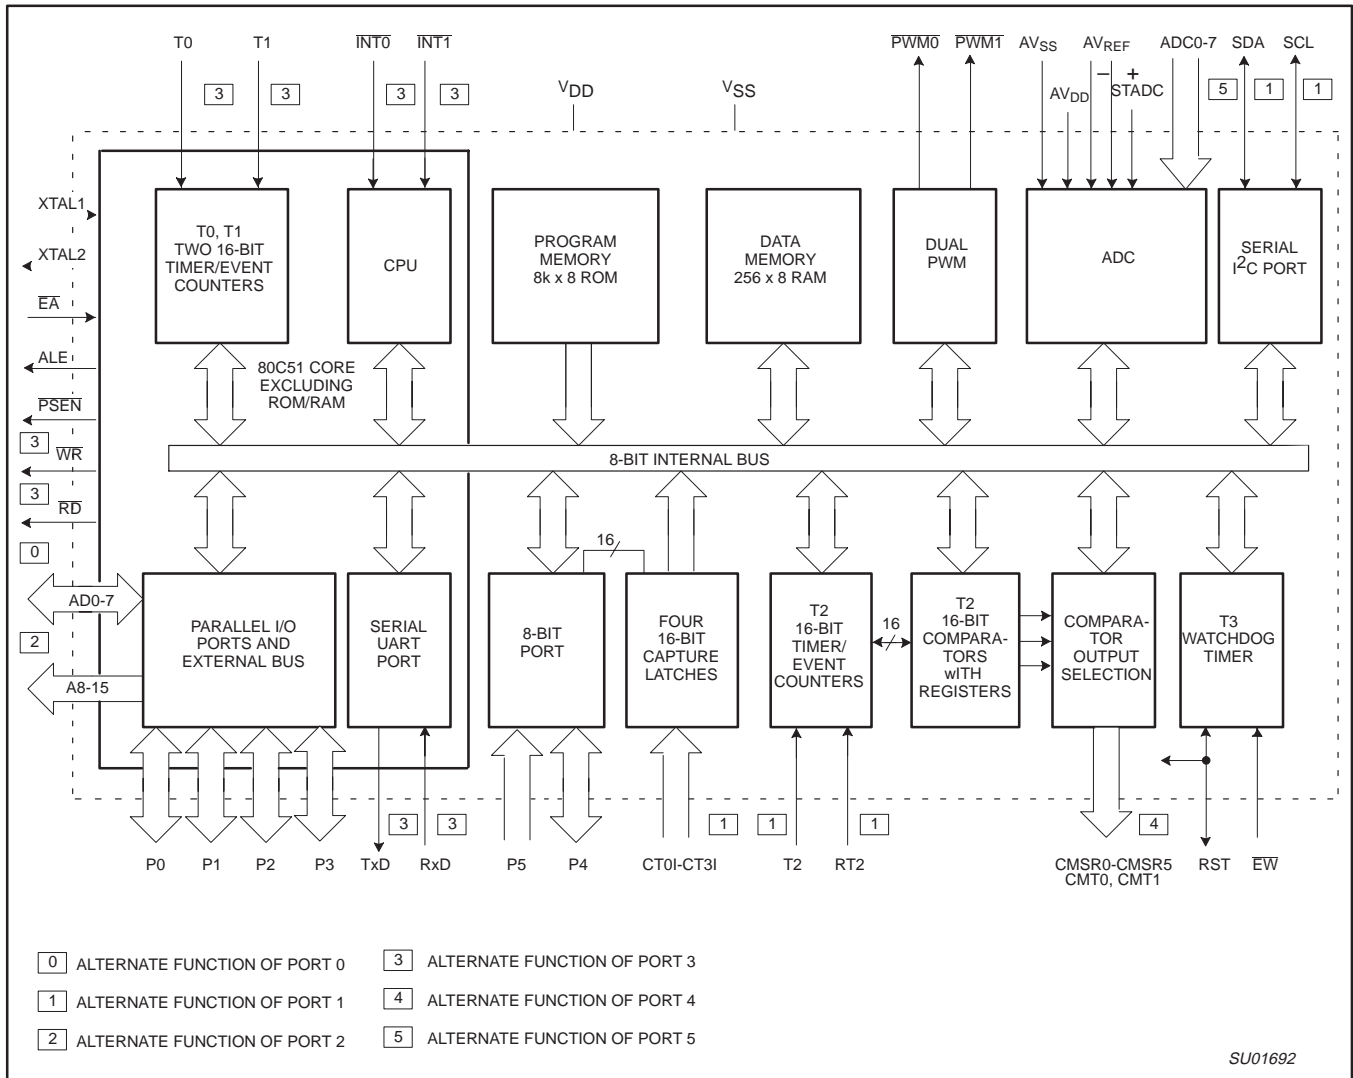 T0 T1 INT0 INT1 PWM0 PWM1 AVSS AVREF ADC0-7 SDA SCL
– +
3 3 3 3 VDD VSS AVDD STADC 5 1 1
XTAL1
XTAL2
EA
ALE
PSEN
3
WR
3
RD
0
AD0-7
2
A8-15
T0, T1
TWO 16-BIT
TIMER/EVENT
COUNTERS
CPU
PROGRAM
MEMORY
8k x 8 ROM
DATA
MEMORY
256 x 8 RAM
DUAL
PWM
ADC
SERIAL
I2C PORT
80C51 CORE
EXCLUDING
ROM/RAM
8-BIT INTERNAL BUS
PARALLEL I/O
PORTS AND
EXTERNAL BUS
SERIAL
UART
PORT
8-BIT
PORT
16
FOUR
16-BIT
CAPTURE
LATCHES
T2
16-BIT
TIMER/
EVENT
COUNTERS
16
T2
16-BIT
COMPARA-
TORS
wITH
REGISTERS
COMPARA-
TOR
OUTPUT
SELECTION
T3
WATCHDOG
TIMER
3 3 1 1 1 4
P0 P1 P2 P3 TxD RxD P5 P4 CT0I-CT3I T2 RT2 CMSR0-CMSR5 RST EW
CMT0, CMT1
0 ALTERNATE FUNCTION OF PORT 0
1 ALTERNATE FUNCTION OF PORT 1
2 ALTERNATE FUNCTION OF PORT 2
3 ALTERNATE FUNCTION OF PORT 3
4 ALTERNATE FUNCTION OF PORT 4
5 ALTERNATE FUNCTION OF PORT 5
SU01692